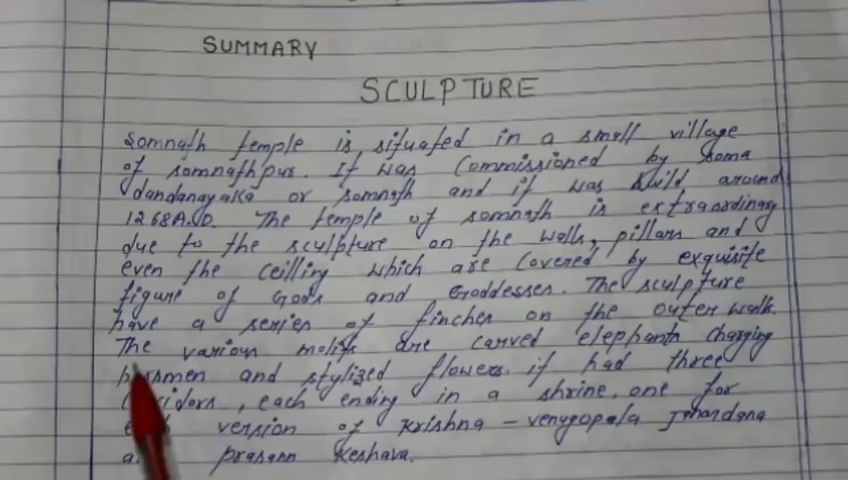 SUMMARY
SCULPTURE
Somnath temple is situated in a small village
of somnathpur. It was Commissioned by Soma
dandanayaka or somnath and it was build around
1268A.D. The temple of somnath is extraordinary
due to the sculpture on the walls, pillars and
even the ceilling which are covered by exquisite
figure of Gods and Goddesses. The sculpture
have a series of finches on the outer walls.
The various motifs are carved elephants charging
and stylized flowers. it had three
, each ending in a shrine, one for
version of Krishna - venugopala
prasann Keshava.